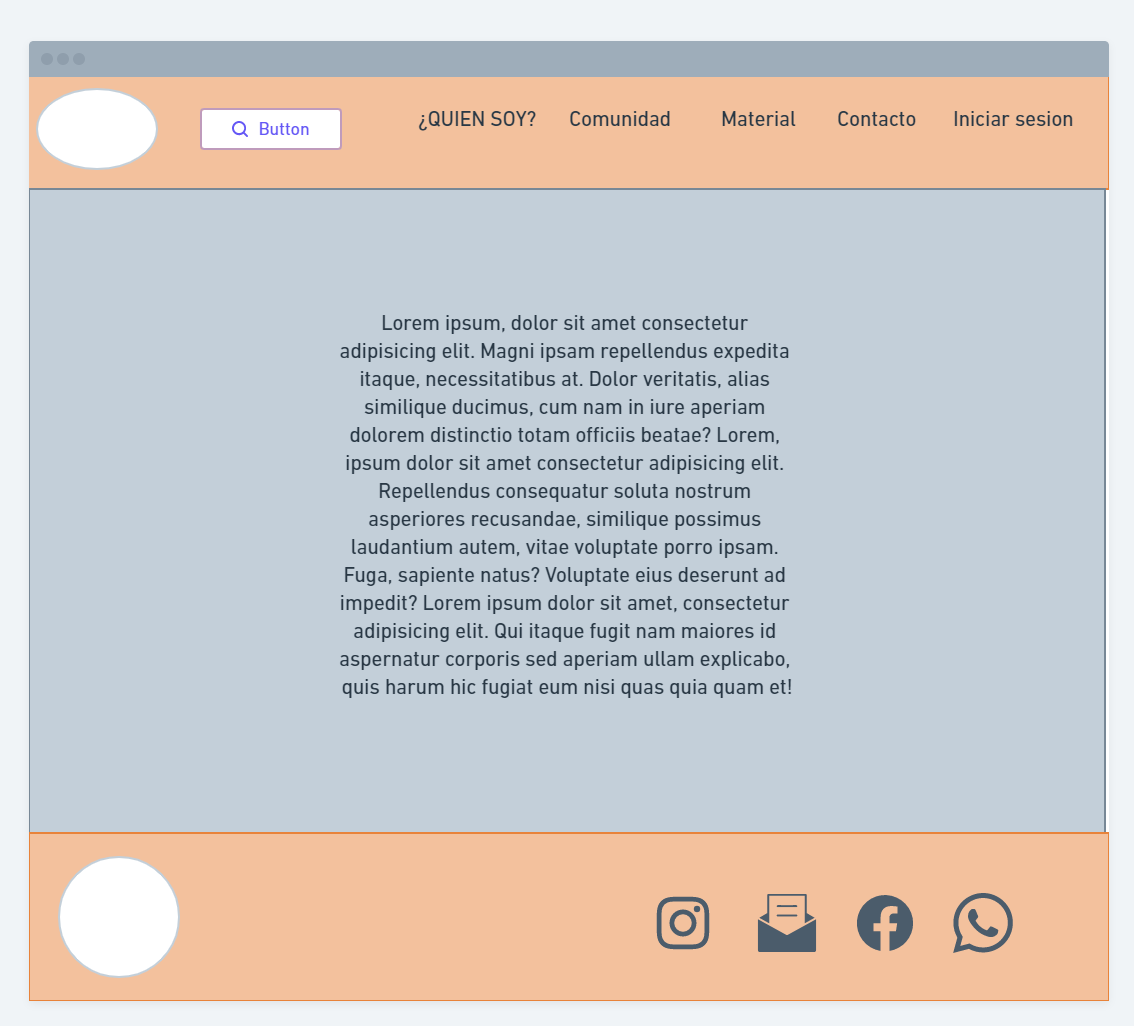 Button
¿QUIEN SOY? Comunidad Material Contacto Iniciar sesion
Lorem ipsum, dolor sit amet consectetur
adipisicing elit. Magni ipsam repellendus expedita
itaque, necessitatibus at. Dolor veritatis, alias
similique ducimus, cum nam in iure aperiam
dolorem distinctio totam officiis beatae? Lorem,
ipsum dolor sit amet consectetur adipisicing elit.
Repellendus consequatur soluta nostrum
asperiores recusandae, similique possimus
laudantium autem, vitae voluptate porro ipsam.
Fuga, sapiente natus? Voluptate eius deserunt ad
impedit? Lorem ipsum dolor sit amet, consectetur
adipisicing elit. Qui itaque fugit nam maiores id
aspernatur corporis sed aperiam ullam explicabo,
quis harum hic fugiat eum nisi quas quia quam et!